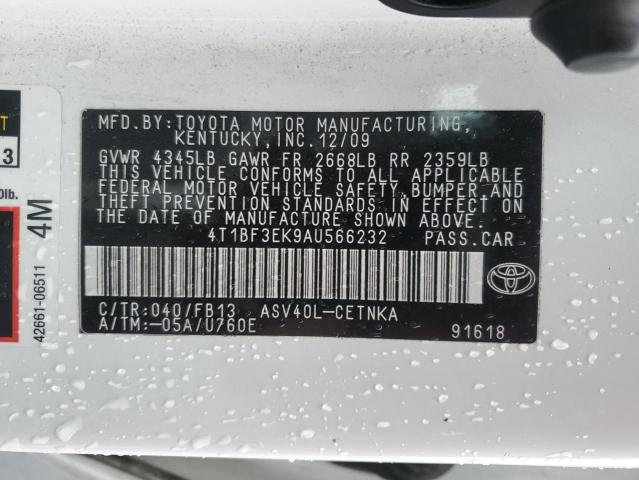 MFD.BY:TOYOTA MOTOR MANUFACTURING,
KENTUCKY, INC.12/09
GVWR 4345LB GAWR FR 2668LB RR 2359LB
THIS VEHICLE CONFORMS TO ALL APPLICABLE
FEDERAL MOTOR VEHICLE SAFETY, BUMPER AND
THEFT PREVENTION STANDARDS IN EFFECT ON
THE DATE OF MANUFACTURE SHOWN ABOVE.
4T1BF3EK9AU566232 PASS.CAR
C/TR:040/FB13 ASV40L-CETNKA
A/TM:-05A/U760E 91618
T
3
0lb.
4M
42661-06511